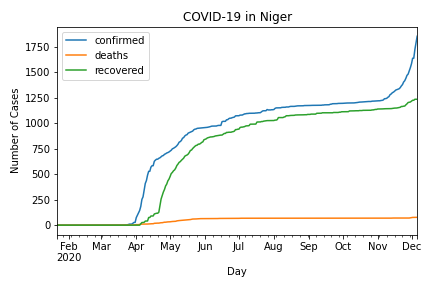 COVID-19 in Niger
confirmed
deaths
recovered
Number of Cases
1750
1500
1250
1000
750
500
250
0
Feb Mar Apr May Jun Jul Aug Sep Oct Nov Dec
2020
Day